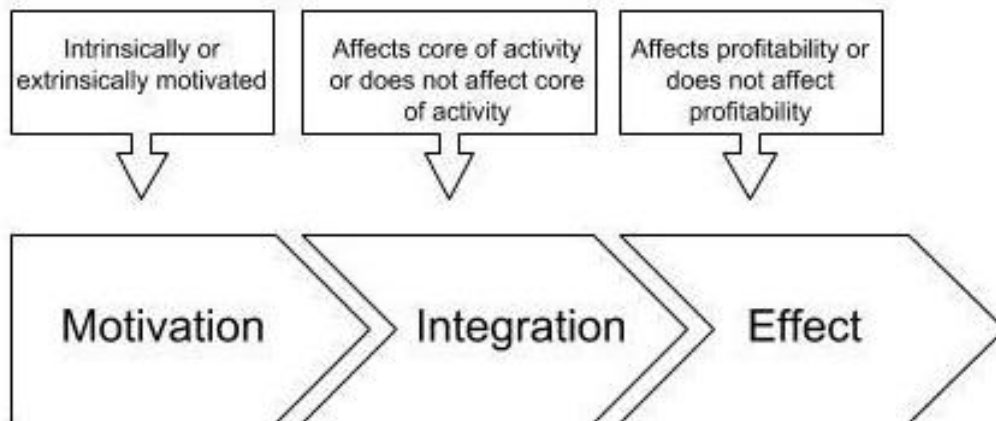 Intrinsically or
extrinsically motivated
Affects core of activity
or does not affect core
of activity
Affects profitability or
does not affect
profitability
Motivation
Integration
Effect